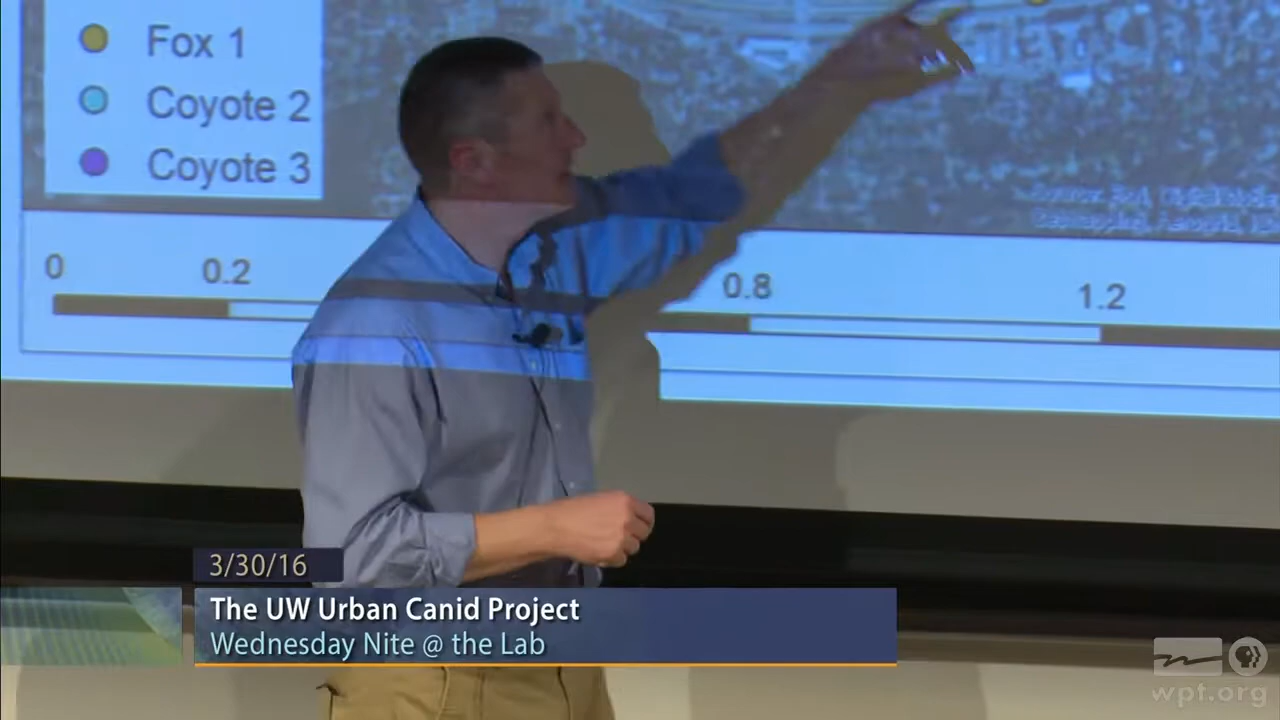 Fox 1
Coyote 2
Coyote 3
0 0.2 0.8 1.2
3/30/16
The UW Urban Canid Project
Wednesday Nite @ the Lab
wpt.org